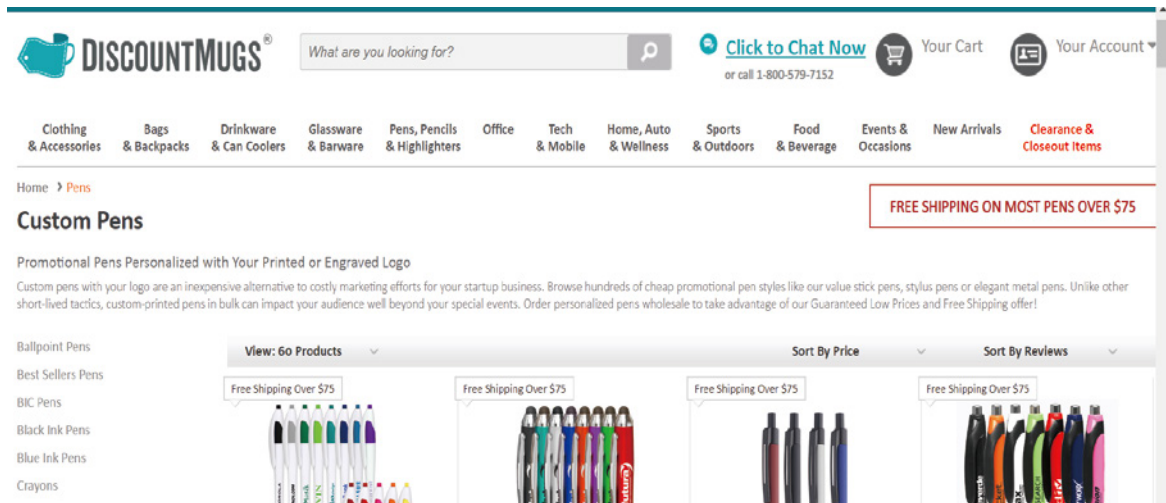 DISCOUNTMUGS®
What are you looking for?
Click to Chat Now
or call 1-800-579-7152
Your Cart
Your Account
Clothing & Accessories
Bags & Backpacks
Drinkware & Can Coolers
Glassware & Barware
Pens, Pencils & Highlighters
Office
Tech & Mobile
Home, Auto & Wellness
Sports & Outdoors
Food & Beverage
Events & Occasions
New Arrivals
Clearance & Closeout Items
Home > Pens
FREE SHIPPING ON MOST PENS OVER $75
Custom Pens
Promotional Pens Personalized with Your Printed or Engraved Logo
Custom pens with your logo are an inexpensive alternative to costly marketing efforts for your startup business. Browse hundreds of cheap promotional pen styles like our value stick pens, stylus pens or elegant metal pens. Unlike other
short-lived tactics, custom-printed pens in bulk can impact your audience well beyond your special events. Order personalized pens wholesale to take advantage of our Guaranteed Low Prices and Free Shipping offer!
View: 60 Products
Sort By Price
Sort By Reviews
Ballpoint Pens
Best Sellers Pens
BIC Pens
Black Ink Pens
Blue Ink Pens
Crayons
Free Shipping Over $75
Free Shipping Over $75
Free Shipping Over $75
Free Shipping Over $75